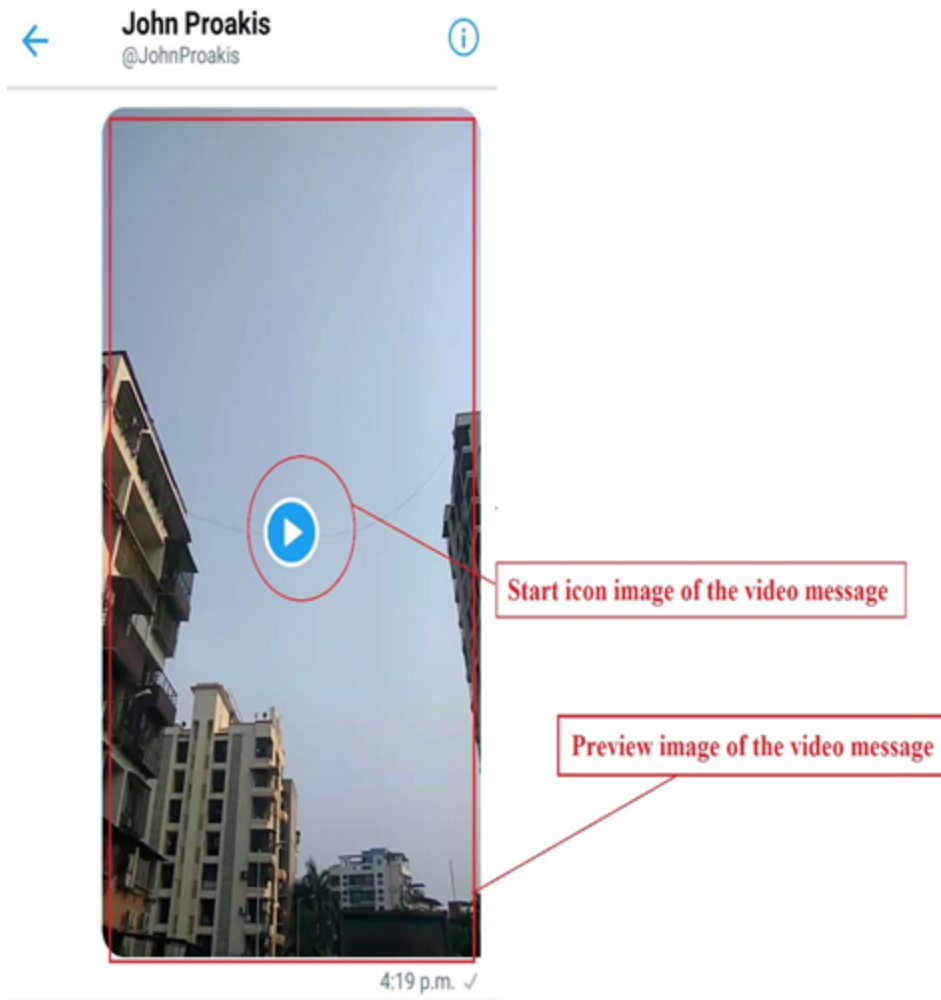 John Proakis
@JohnProakis
Start icon image of the video message
Preview image of the video message
4:19 p.m.